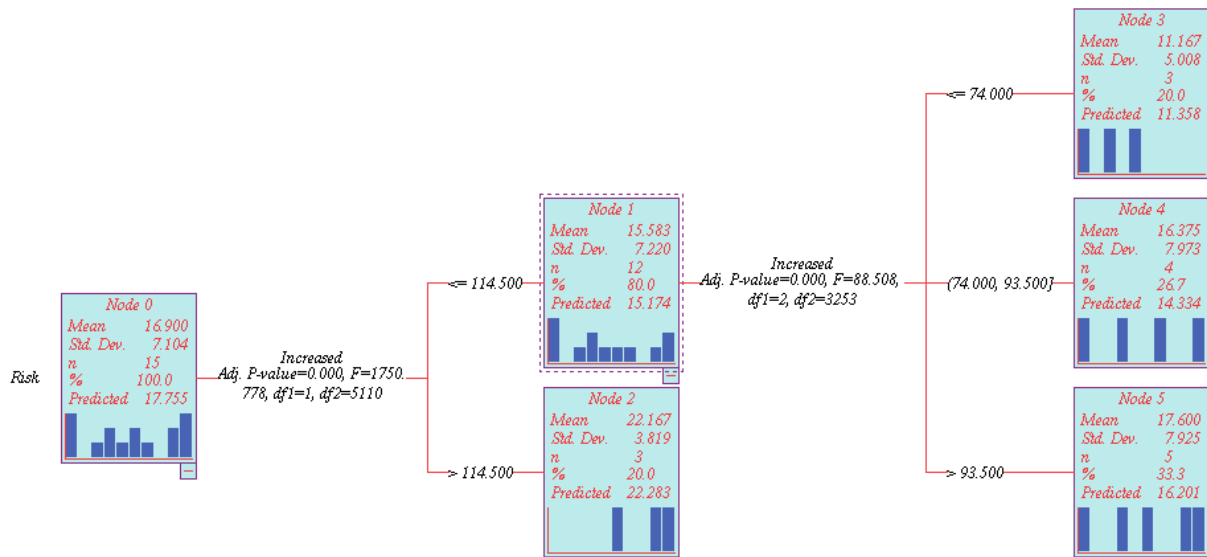 Risk
Node 0
Mean 16.900
Std. Dev. 7.104
n 15
% 100.0
Predicted 17.755
Increased
Adj. P-value=0.000, F=1750.
778, df1=1, df2=5110
<= 114.500
> 114.500
Node 1
Mean 15.583
Std. Dev. 7.220
n 12
% 80.0
Predicted 15.174
Node 2
Mean 22.167
Std. Dev. 3.819
n 3
% 20.0
Predicted 22.283
Increased
Adj. P-value=0.000, F=88.508,
df1=2, df2=3253
<= 74.000
(74.000, 93.500]
> 93.500
Node 3
Mean 11.167
Std. Dev. 5.008
n 3
% 20.0
Predicted 11.358
Node 4
Mean 16.375
Std. Dev. 7.973
n 4
% 26.7
Predicted 14.334
Node 5
Mean 17.600
Std. Dev. 7.925
n 5
% 33.3
Predicted 16.201